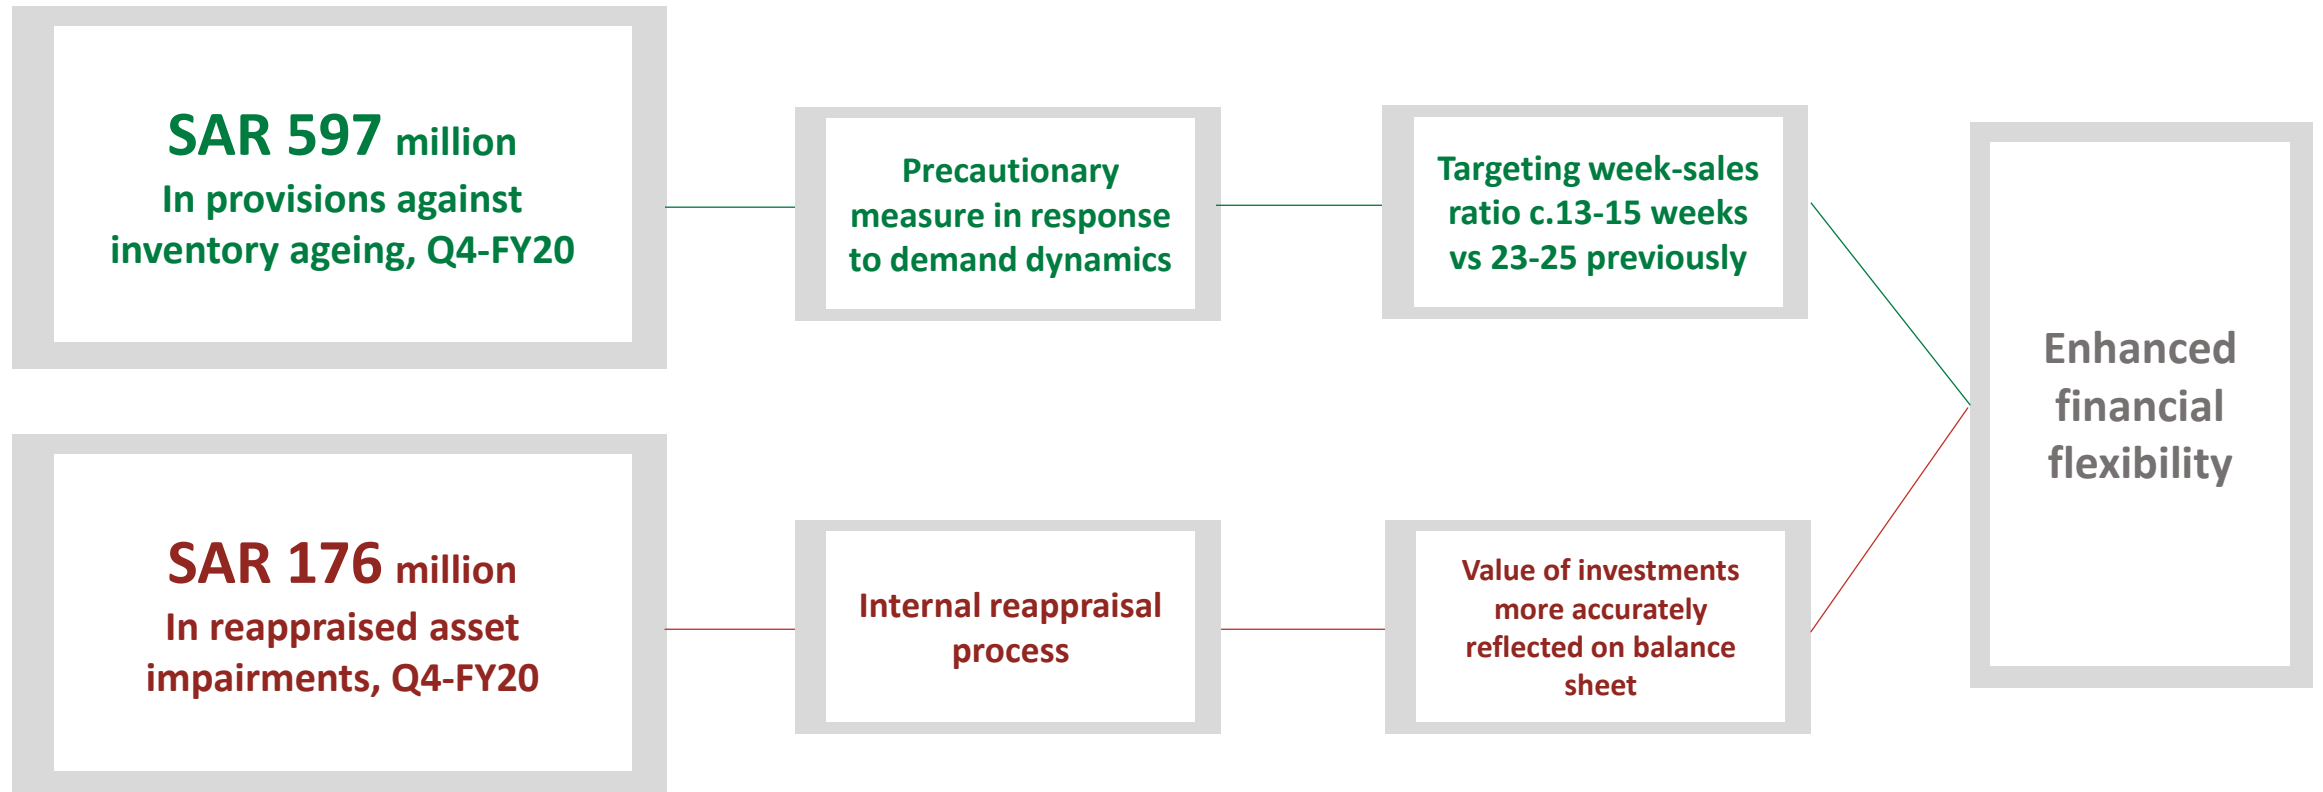 SAR 597 million
In provisions against
inventory ageing, Q4-FY20
Precautionary
measure in response
to demand dynamics
Targeting week-sales
ratio c.13-15 weeks
vs 23-25 previously
SAR 176 million
In reappraised asset
impairments, Q4-FY20
Internal reappraisal
process
Value of investments
more accurately
reflected on balance
sheet
Enhanced
financial
flexibility